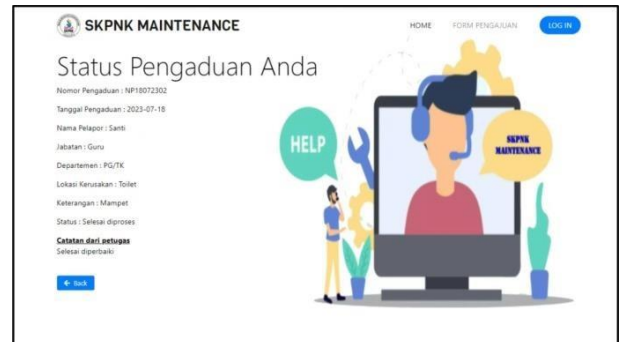 SKPNK MAINTENANCE
HOME FORM PENGAJUAN LOG IN
Status Pengaduan Anda
Nomor Pengaduan : NP18072302
Tanggal Pengaduan : 2023-07-18
Nama Pelapor : Santi
Jabatan : Guru
Departemen : PG/TK
Lokasi Kerusakan : Toilet
Keterangan : Mampet
Status : Selesai diproses
Catatan dari petugas
Selesai diperbaiki
← Back
HELP
SKPNK
MAINTENANCE